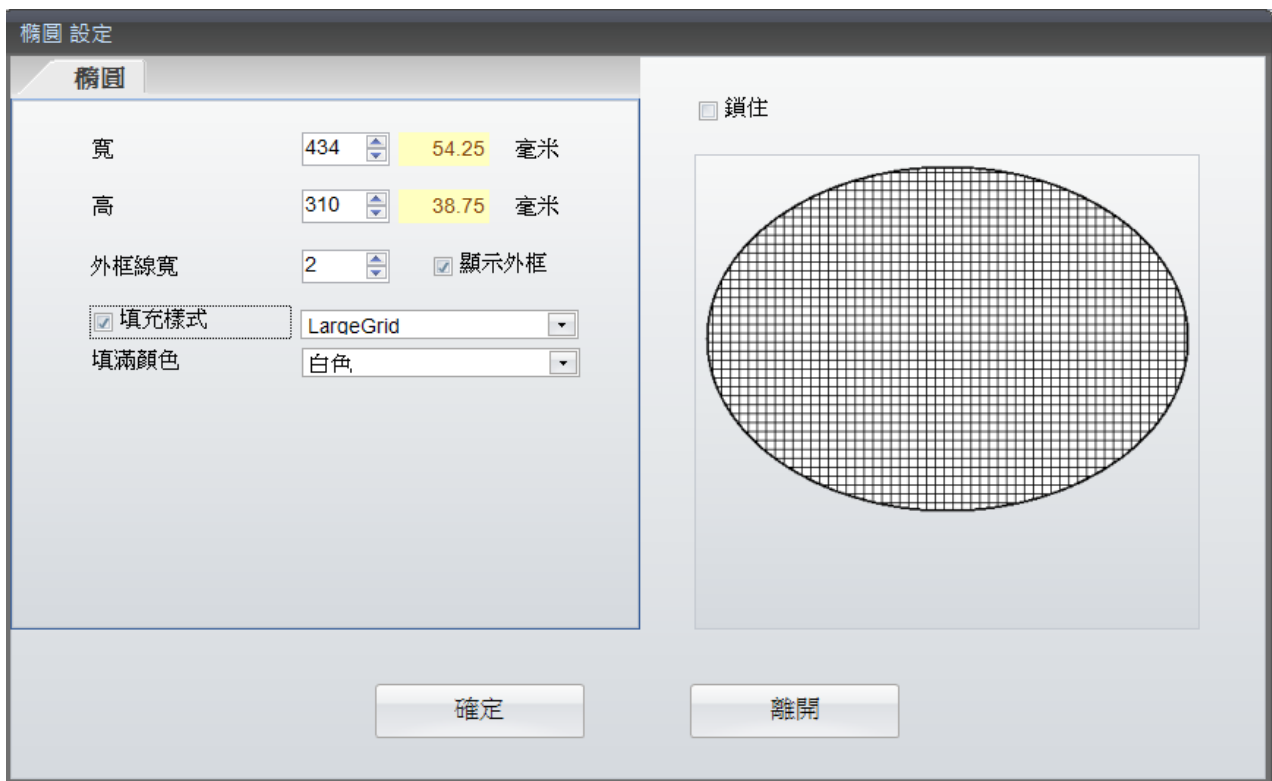 橢圓 設定
橢圓
鎖住
寬 434 54.25 毫米
高 310 38.75 毫米
外框線寬 2 顯示外框
填充樣式 LargeGrid
填滿顏色 白色
確定 離開